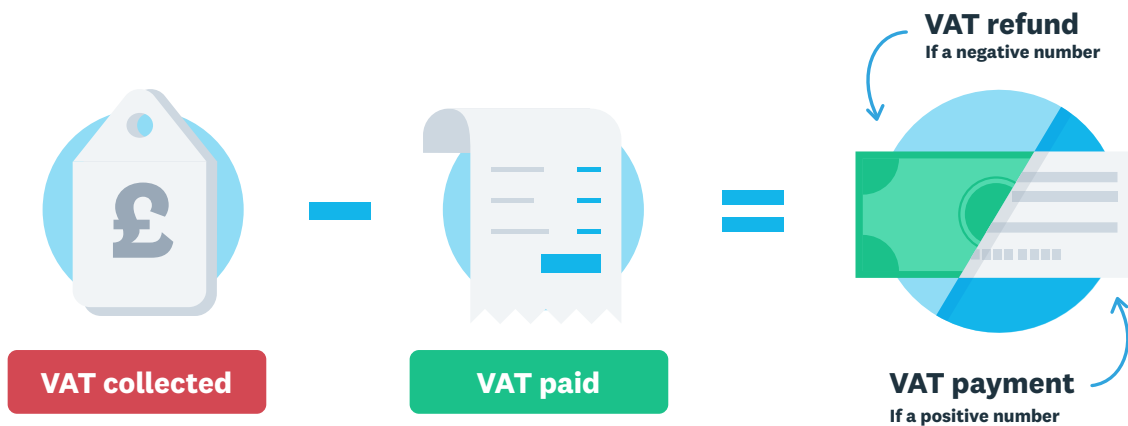 VAT refund
If a negative number
£
VAT collected
VAT paid
VAT payment
If a positive number